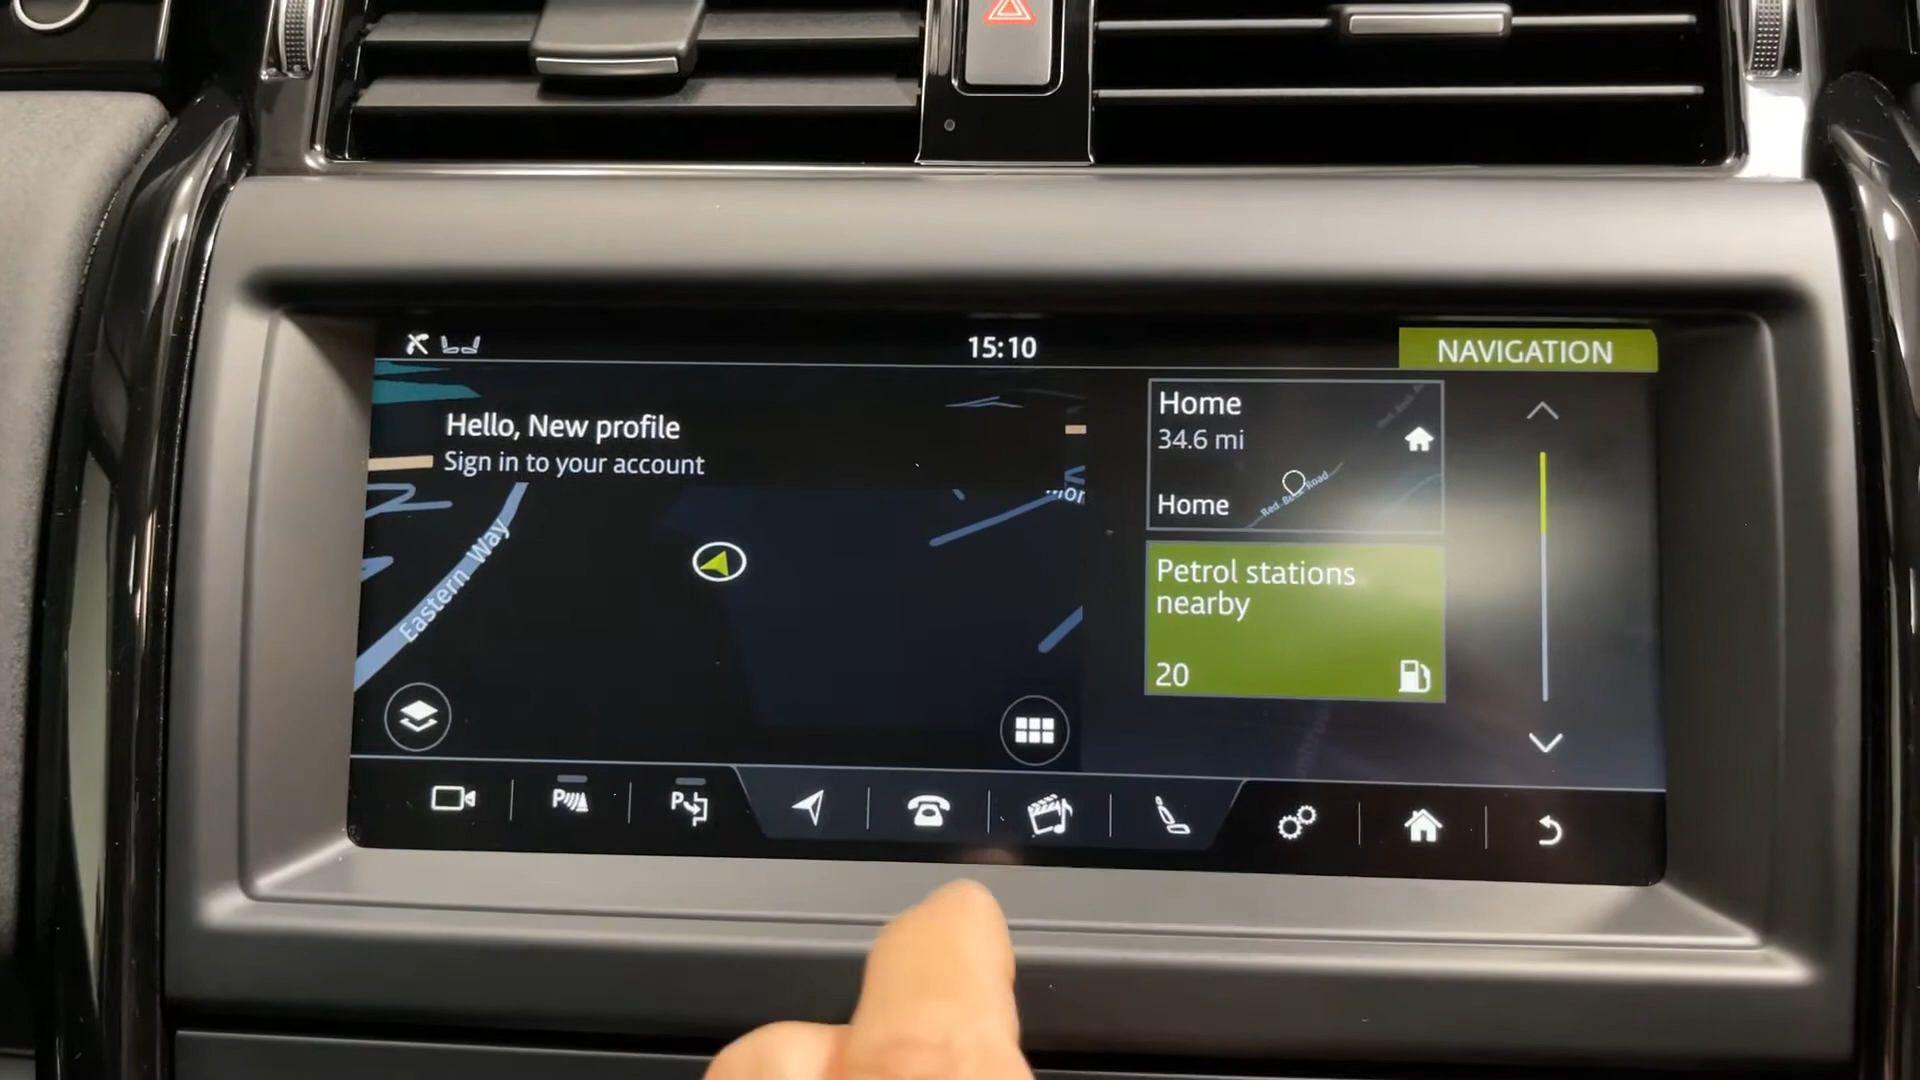 15:10
NAVIGATION
Hello, New profile
Sign in to your account
Eastern Way
Home
34.6 mi
Home
Petrol stations
nearby
20